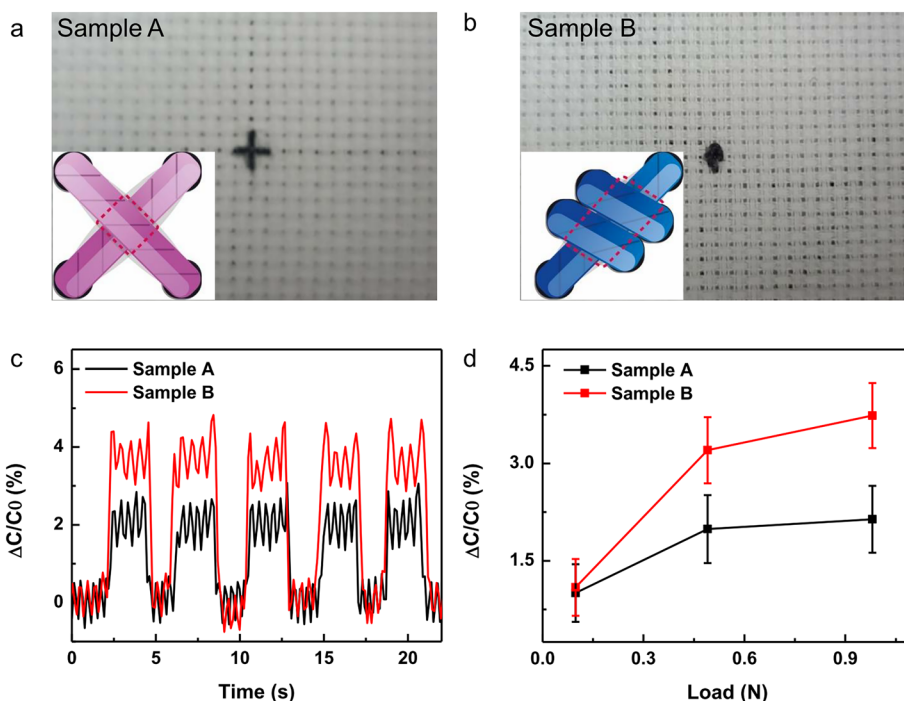 a
Sample A
b
Sample B
c
Sample A
Sample B
6
4
2
0
ΔC/C0 (%)
0
5
10
15
20
Time (s)
d
Sample A
Sample B
4.5
3.0
1.5
ΔC/C0 (%)
0.0
0.3
0.6
0.9
Load (N)